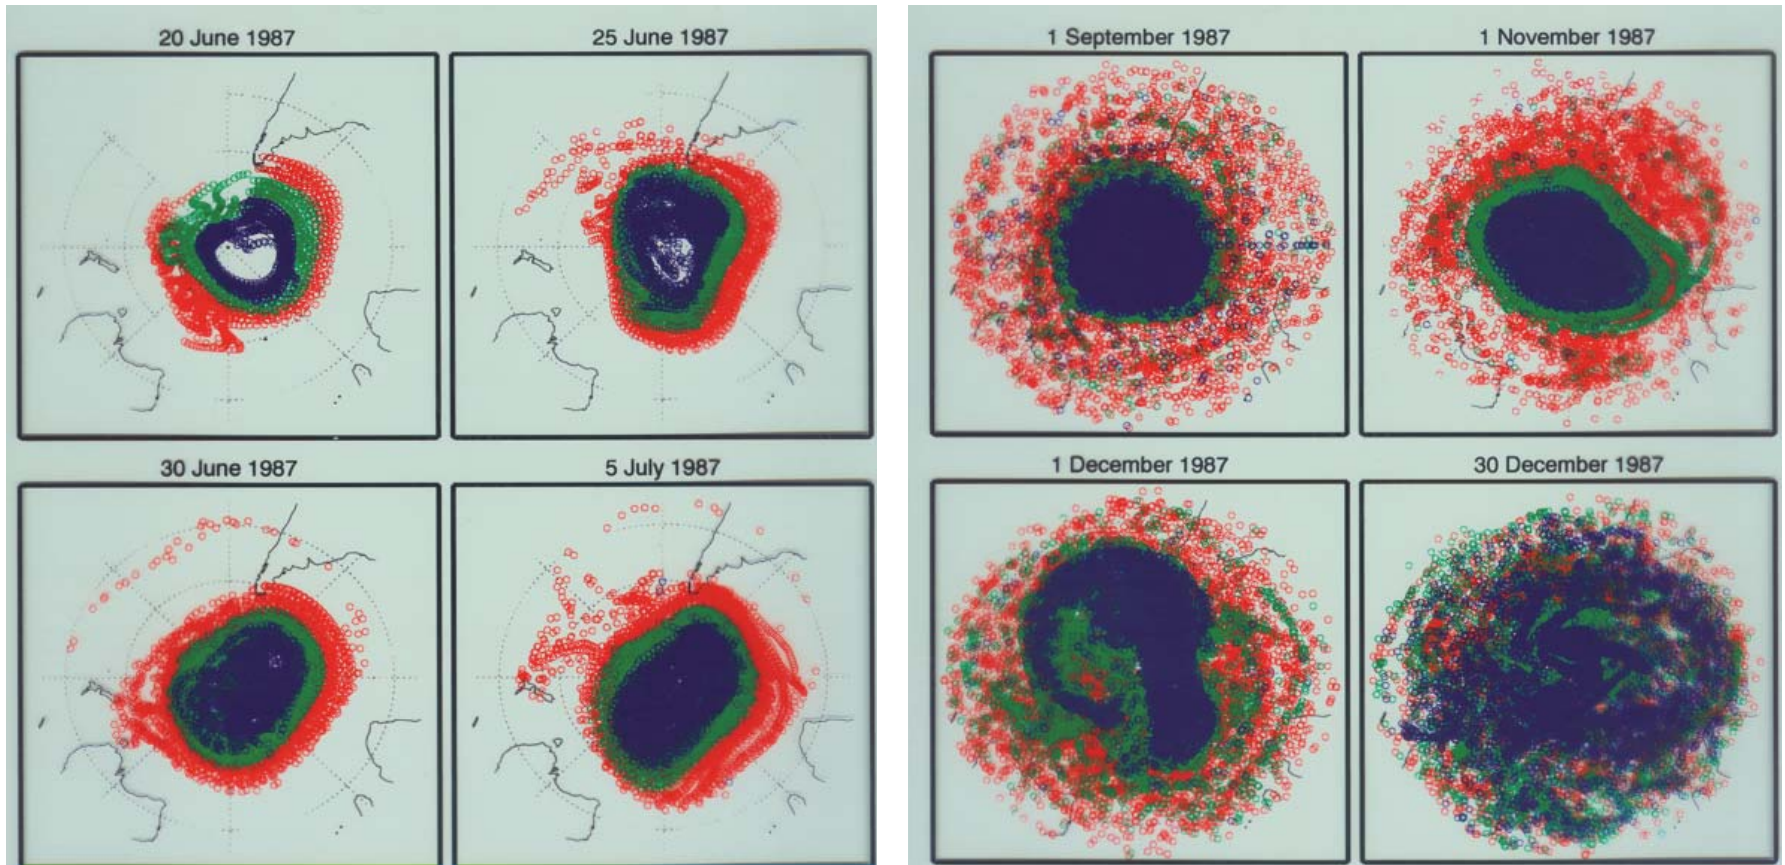 20 June 1987
25 June 1987
30 June 1987
5 July 1987
1 September 1987
1 November 1987
1 December 1987
30 December 1987